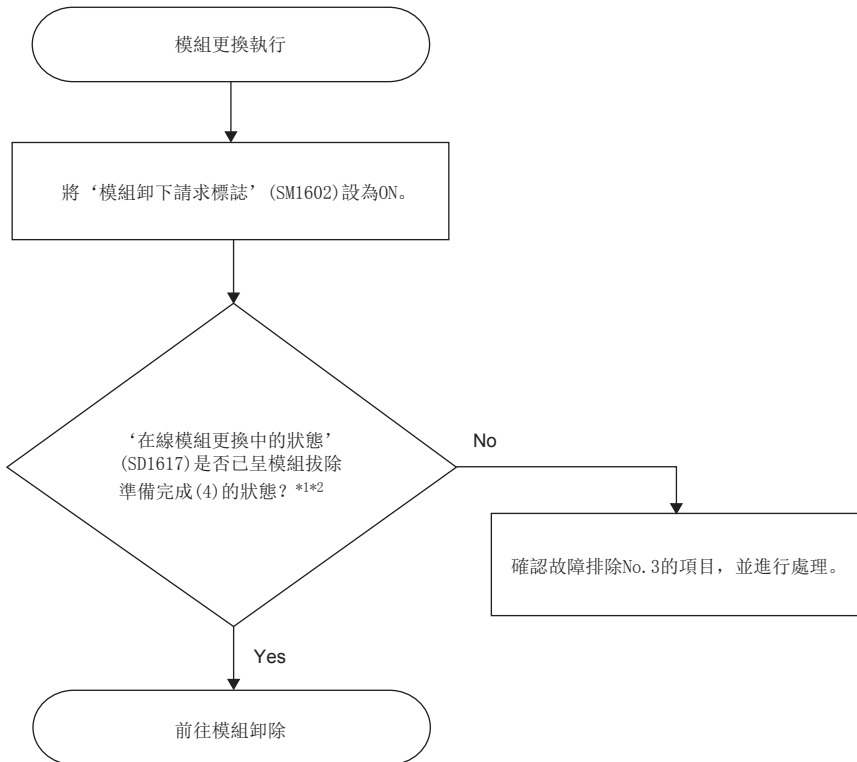 模組更換執行
將‘模組卸下請求標誌’(SM1602)設為ON。
‘在線模組更換中的狀態’
(SD1617)是否已呈模組拔除
準備完成(4)的狀態？*1*2
No
確認故障排除No.3的項目，並進行處理。
Yes
前往模組卸除